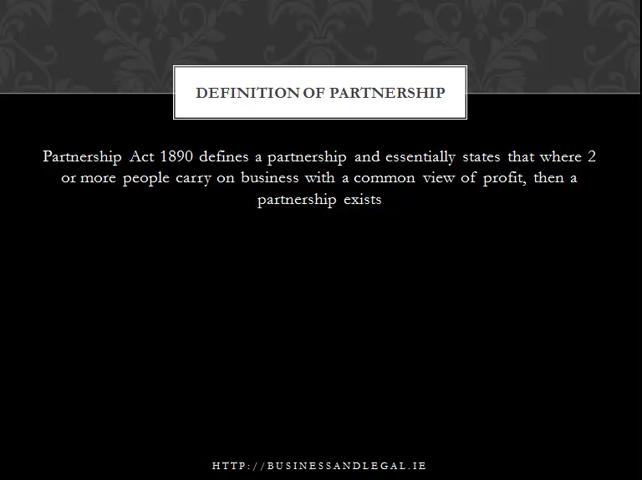 DEFINITION OF PARTNERSHIP
Partnership Act 1890 defines a partnership and essentially states that where 2
or more people carry on business with a common view of profit, then a
partnership exists
HTTP://BUSINESSANDLEGAL.IE